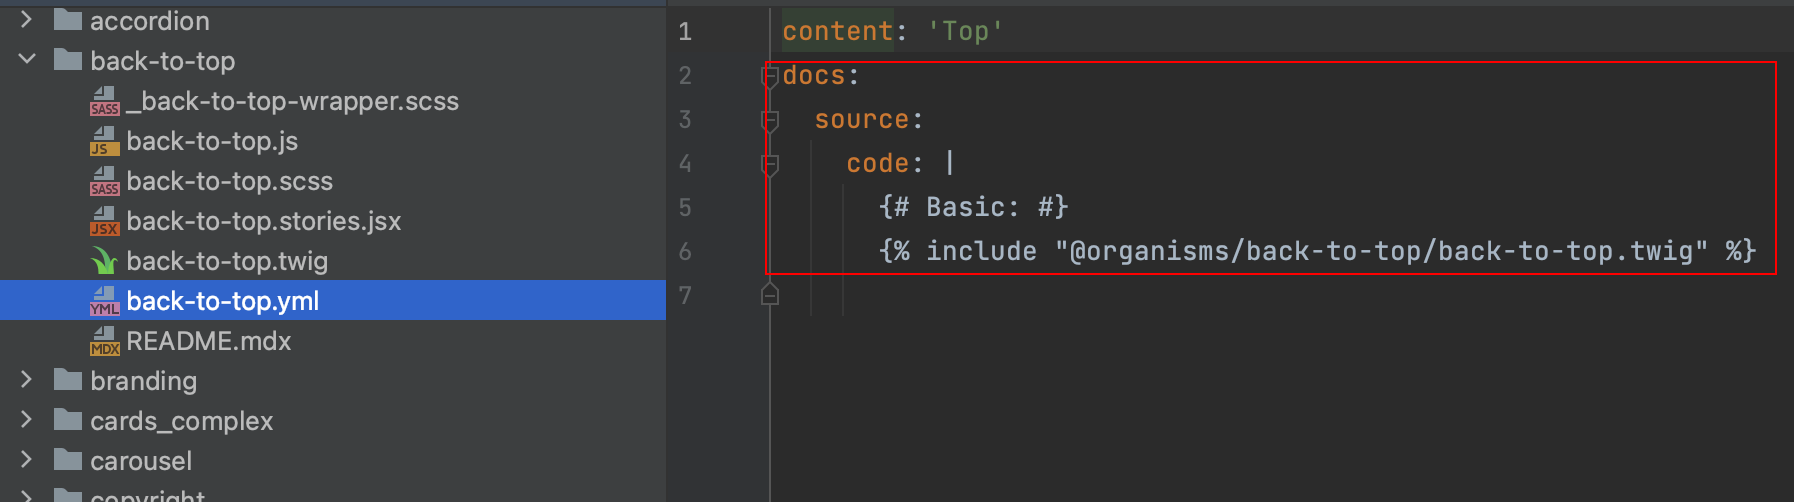 accordion
back-to-top
SASS _back-to-top-wrapper.scss
JS back-to-top.js
SASS back-to-top.scss
JSX back-to-top.stories.jsx
back-to-top.twig
YML back-to-top.yml
MDX README.mdx
branding
cards_complex
carousel
copyright
1 content: 'Top'
2 docs:
3 source:
4 code: |
5 {# Basic: #}
6 {% include "@organisms/back-to-top/back-to-top.twig" %}
7